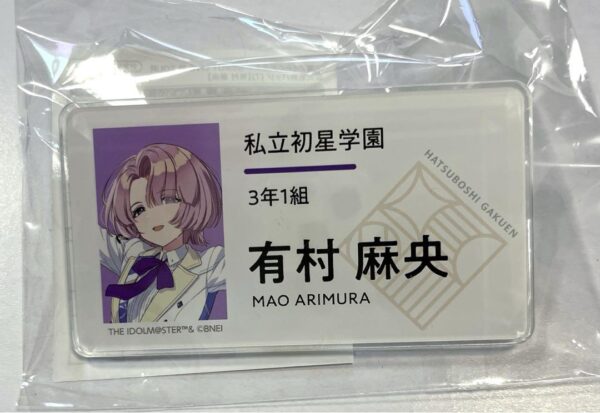 私立初星学園
3年1組
有村 麻央
MAO ARIMURA
HATSUBOSHI GAKUEN
THE IDOLM@STER™& ©BNEI